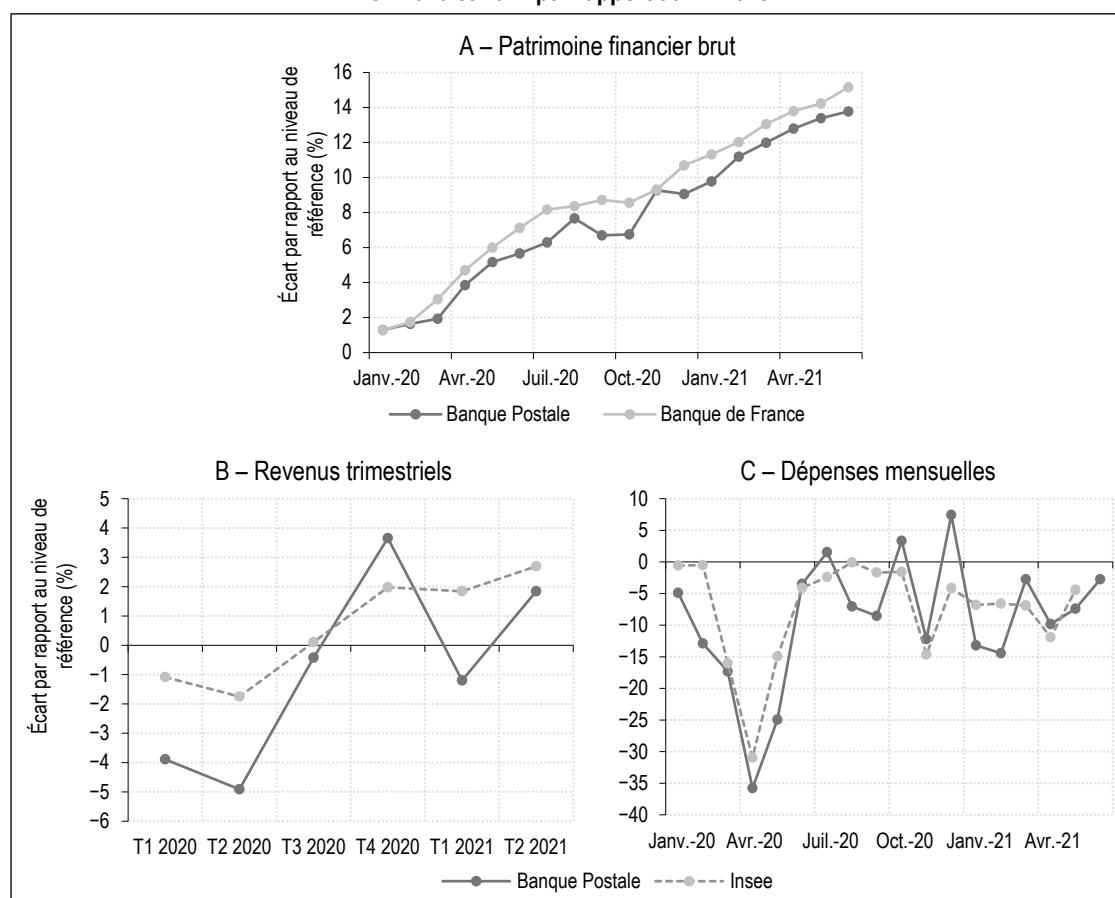 A – Patrimoine financier brut
Écart par rapport au niveau de
référence (%)
16
14
12
10
8
6
4
2
0
Janv.-20 Avr.-20 Juil.-20 Oct.-20 Janv.-21 Avr.-21
Banque Postale Banque de France
B – Revenus trimestriels
Écart par rapport au niveau de
référence (%)
5
4
3
2
1
0
−1
−2
−3
−4
−5
−6
T1 2020 T2 2020 T3 2020 T4 2020 T1 2021 T2 2021
C – Dépenses mensuelles
10
5
0
−5
−10
−15
−20
−25
−30
−35
−40
Janv.-20 Avr.-20 Juil.-20 Oct.-20 Janv.-21 Avr.-21
Banque Postale Insee